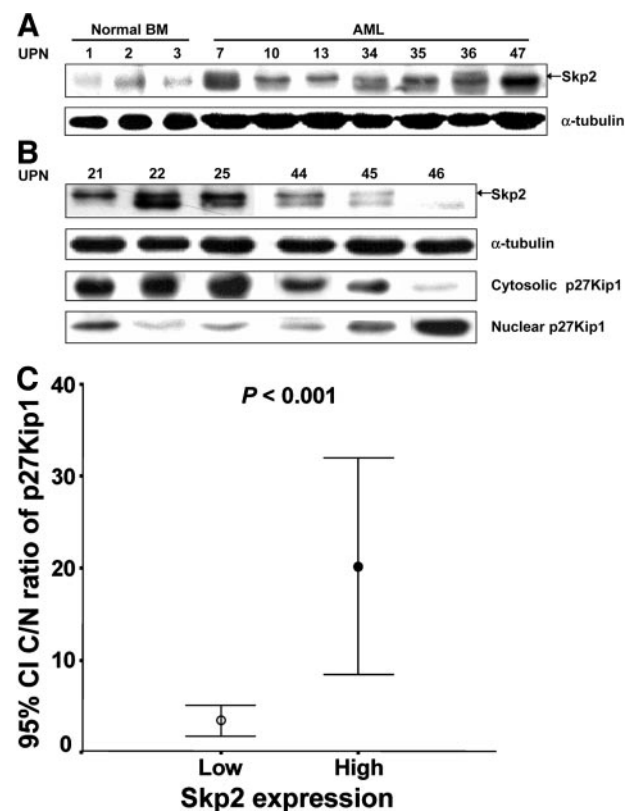 A
Normal BM AML
UPN 1 2 3 7 10 13 34 35 36 47
Skp2
α-tubulin
B
UPN 21 22 25 44 45 46
Skp2
α-tubulin
Cytosolic p27Kip1
Nuclear p27Kip1
C
95% CI C/N ratio of p27Kip1
40
30
20
10
0
P < 0.001
Low High
Skp2 expression